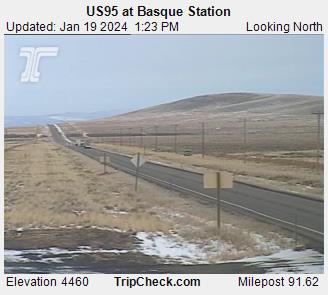 US95 at Basque Station
Updated: Jan 19 2024 1:23 PM Looking North
Elevation 4460 TripCheck.com Milepost 91.62